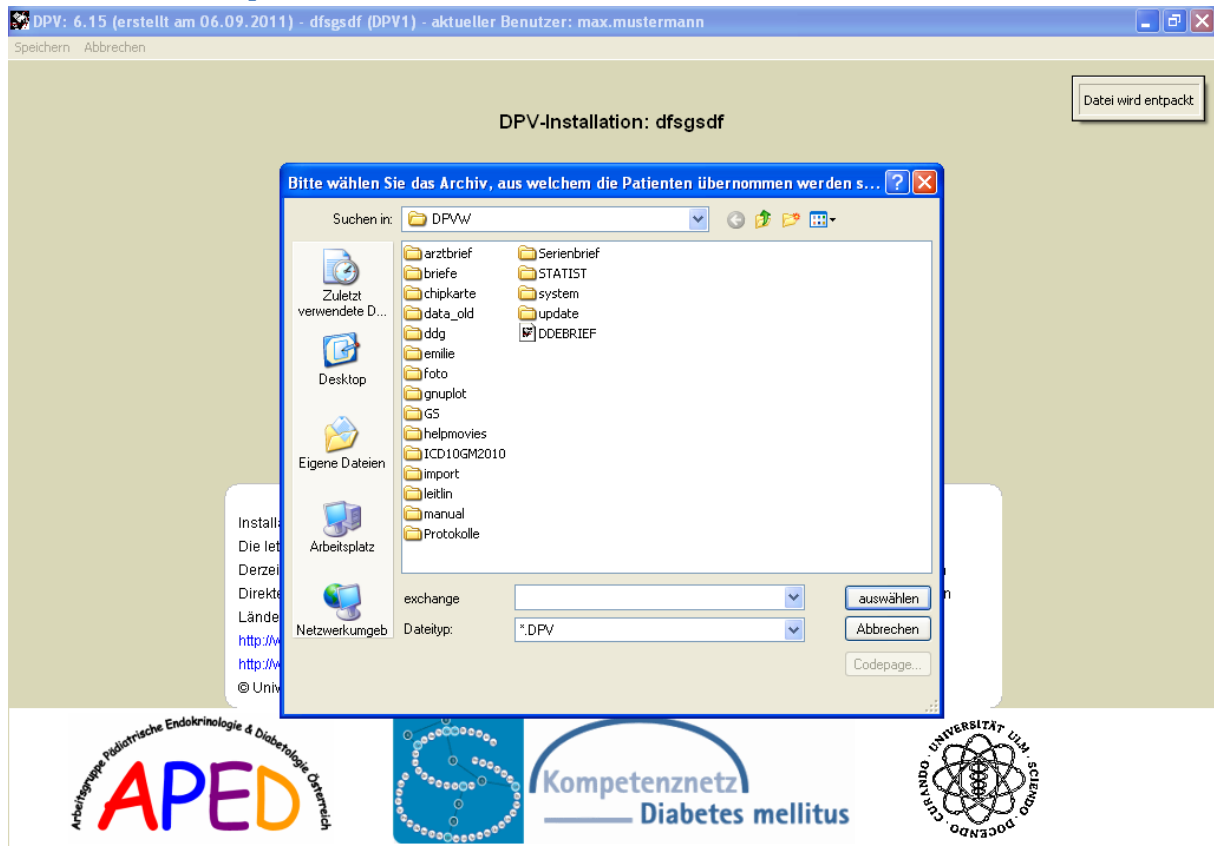 DPV: 6.15 (erstellt am 06.09.2011) - dfsgsdf (DPV1) - aktueller Benutzer: max.mustermann
Speichern Abbrechen
Datei wird entpackt
DPV-Installation: dfsgsdf
Bitte wählen Sie das Archiv, aus welchem die Patienten übernommen werden s...
Suchen in: DPVW
Zuletzt
verwendete D...
Desktop
Eigene Dateien
Arbeitsplatz
Netzwerkumgeb
arztbrief
briefe
chipkarte
data_old
ddg
emilie
foto
gnuplot
GS
helpmovies
ICD10GM2010
import
leitlin
manual
Protokolle
Serienbrief
STATIST
system
update
DDEBRIEF
exchange
auswählen
Dateityp: *.DPV
Abbrechen
Codepage...
Install
Die let
Derzei
Direkt
Lände
http://
http://
© Univ
n
Arbeitsgruppe Pädiatrische Endokrinologie & Diabetologie Österreich
APED
Kompetenznetz
Diabetes mellitus
UNIVERSITÄT ULM · SCIENDO · DOCENDO · CURANDO